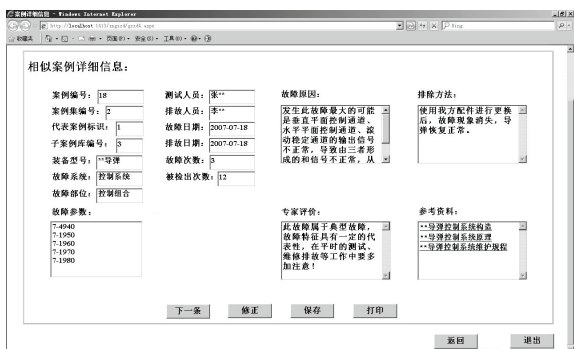 案例详细信息 - Windows Internet Explorer
http://localhost
Bing
收藏夹 页面(P) 安全(S) 工具(O)
相似案例详细信息：
案例编号： 18 测试人员： 张** 故障原因： 排除方法：
案例集编号： 2 排故人员： 李**
代表案例标识： 1 故障日期： 2007-07-18
子案例库编号： 3 排故日期： 2007-07-18
装备型号： **导弹 故障次数： 3
故障系统： 控制系统 被检出次数： 12
故障部位： 控制组合
发生此故障最大的可能
是垂直平面控制通道、
水平平面控制通道、滚
动稳定通道的输出信号
不正常，导致由三者形
成的和信号不正常，从
使用我方配件进行更换
后，故障现象消失，导
弹恢复正常。
故障参数： 专家评价： 参考资料：
7-4940
7-1950
7-1960
7-1970
7-1980
此故障属于典型故障，
故障特征具有一定的代
表性，在平时的测试、
维修排故等工作中要多
加注意！
**导弹控制系统构造
**导弹控制系统原理
**导弹控制系统维护规程
下一条 修正 保存 打印
返回 退出